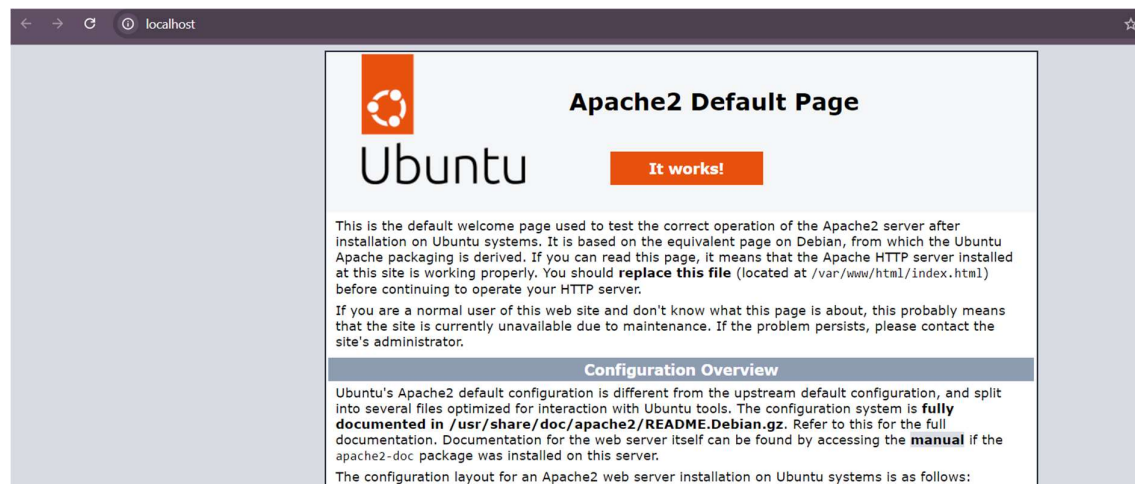 localhost
Apache2 Default Page
Ubuntu
It works!
This is the default welcome page used to test the correct operation of the Apache2 server after
installation on Ubuntu systems. It is based on the equivalent page on Debian, from which the Ubuntu
Apache packaging is derived. If you can read this page, it means that the Apache HTTP server installed
at this site is working properly. You should replace this file (located at /var/www/html/index.html)
before continuing to operate your HTTP server.
If you are a normal user of this web site and don't know what this page is about, this probably means
that the site is currently unavailable due to maintenance. If the problem persists, please contact the
site's administrator.
Configuration Overview
Ubuntu's Apache2 default configuration is different from the upstream default configuration, and split
into several files optimized for interaction with Ubuntu tools. The configuration system is fully
documented in /usr/share/doc/apache2/README.Debian.gz. Refer to this for the full
documentation. Documentation for the web server itself can be found by accessing the manual if the
apache2-doc package was installed on this server.
The configuration layout for an Apache2 web server installation on Ubuntu systems is as follows: